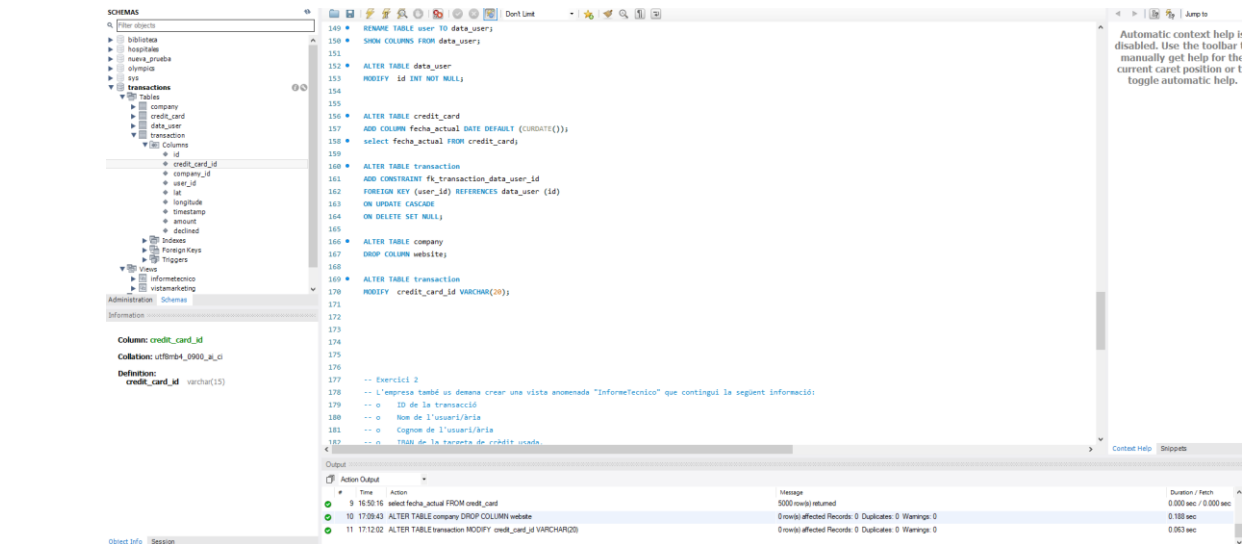 SCHEMAS
Filter objects
biblioteca
hospitales
nueva_prueba
olympics
sys
transactions
Tables
company
credit_card
data_user
transaction
Columns
id
credit_card_id
company_id
user_id
lat
longitude
timestamp
amount
declined
Indexes
Foreign Keys
Triggers
Views
informetecnico
vistamarketing
Administration Schemas
Information
Column: credit_card_id
Collation: utf8mb4_0900_ai_ci
Definition:
credit_card_id varchar(15)
Object Info Session
Don't Limit
149 RENAME TABLE user TO data_user;
150 SHOW COLUMNS FROM data_user;
151
152 ALTER TABLE data_user
153 MODIFY id INT NOT NULL;
154
155
156 ALTER TABLE credit_card
157 ADD COLUMN fecha_actual DATE DEFAULT (CURDATE());
158 select fecha_actual FROM credit_card;
159
160 ALTER TABLE transaction
161 ADD CONSTRAINT fk_transaction_data_user_id
162 FOREIGN KEY (user_id) REFERENCES data_user (id)
163 ON UPDATE CASCADE
164 ON DELETE SET NULL;
165
166 ALTER TABLE company
167 DROP COLUMN website;
168
169 ALTER TABLE transaction
170 MODIFY credit_card_id VARCHAR(20);
171
172
173
174
175
176
177 -- Exercici 2
178 -- L'empresa també us demana crear una vista anomenada "InformeTecnico" que contingui la següent informació:
179 -- o ID de la transacció
180 -- o Nom de l'usuari/ària
181 -- o Cognom de l'usuari/ària
182 -- o IBAN de la targeta de crèdit usada.
Jump to
Automatic context help is
disabled. Use the toolbar t
manually get help for the
current caret position or t
toggle automatic help.
Context Help Snippets
Output
Action Output
# Time Action Message Duration / Fetch
9 16:50:16 select fecha_actual FROM credit_card 5000 row(s) returned 0.000 sec / 0.000 sec
10 17:09:43 ALTER TABLE company DROP COLUMN website 0 row(s) affected Records: 0 Duplicates: 0 Warnings: 0 0.188 sec
11 17:12:02 ALTER TABLE transaction MODIFY credit_card_id VARCHAR(20) 0 row(s) affected Records: 0 Duplicates: 0 Warnings: 0 0.063 sec